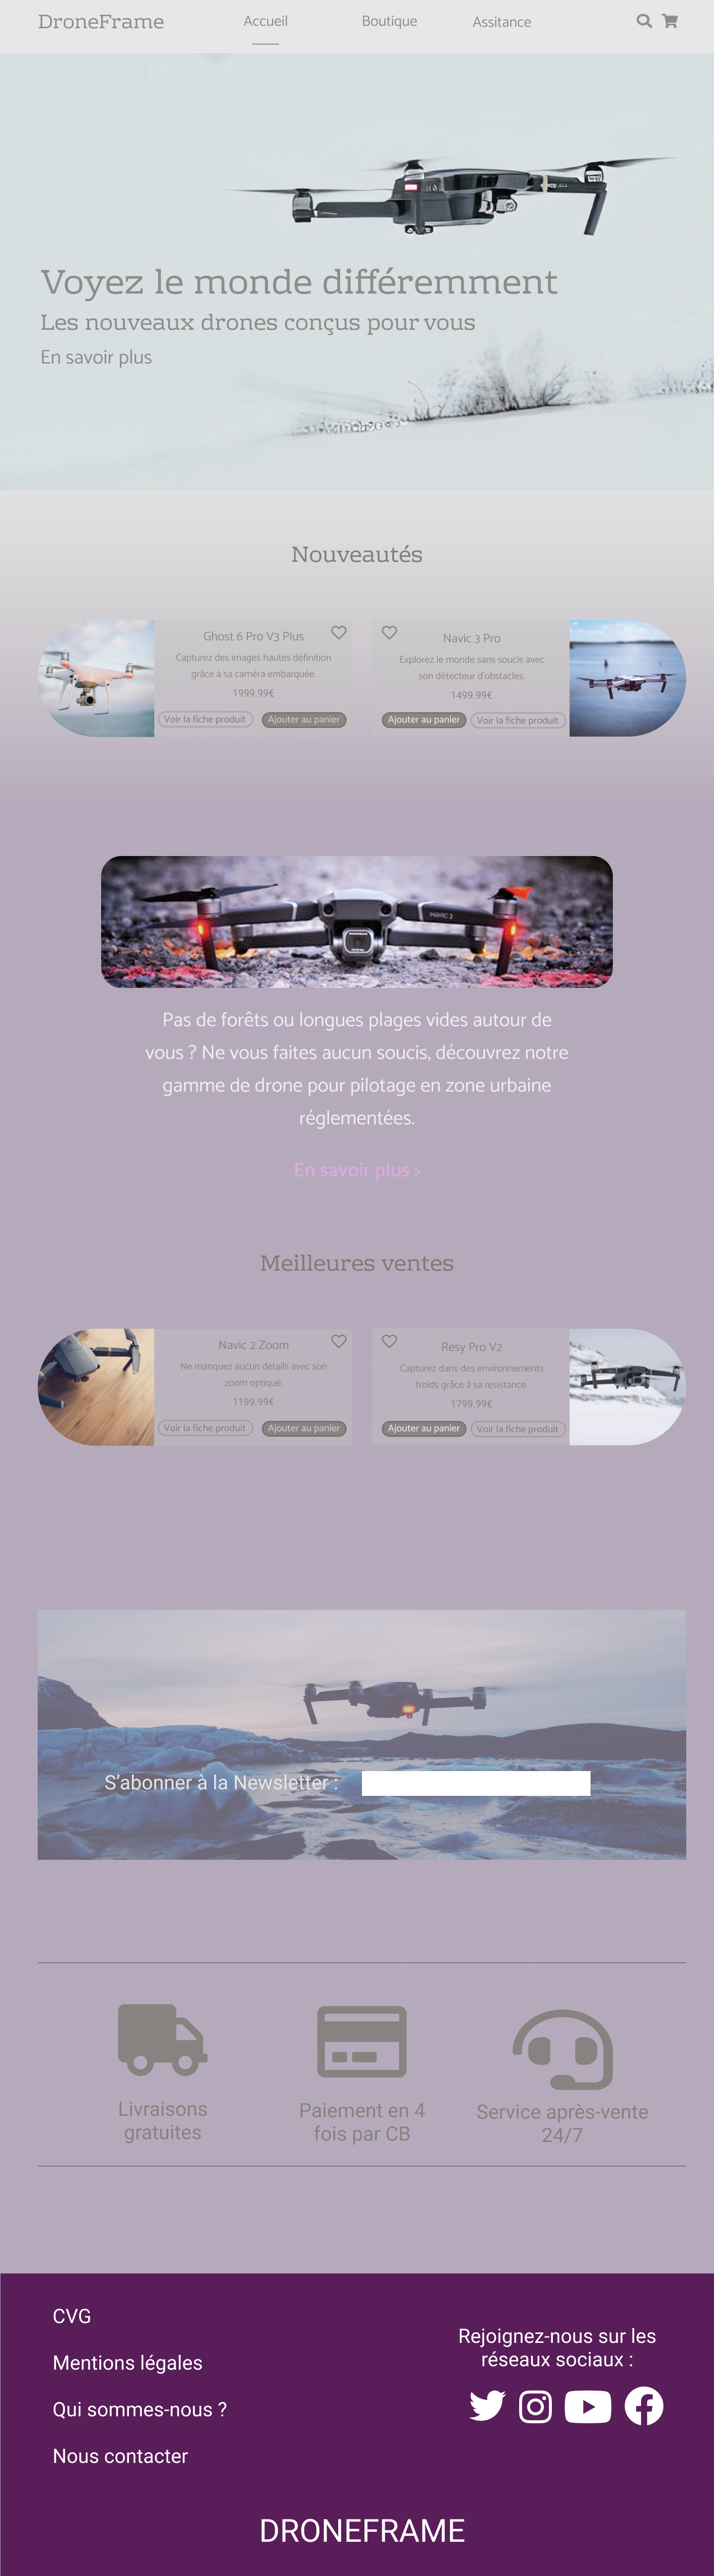 DroneFrame
Accueil
Boutique
Assitance
Voyez le monde différemment
Les nouveaux drones conçus pour vous
En savoir plus
Nouveautés
Ghost 6 Pro V3 Plus
Capturez des images hautes définition
grâce à sa caméra embarquée.
1999.99€
Voir la fiche produit
Ajouter au panier
Navic 3 Pro
Explorez le monde sans soucis avec
son détecteur d'obstacles.
1499.99€
Ajouter au panier
Voir la fiche produit
MAVIC 2
Pas de forêts ou longues plages vides autour de
vous ? Ne vous faites aucun soucis, découvrez notre
gamme de drone pour pilotage en zone urbaine
réglementées.
En savoir plus >
Meilleures ventes
Navic 2 Zoom
Ne manquez aucun détails avec son
zoom optique.
1199.99€
Voir la fiche produit
Ajouter au panier
Resy Pro V2
Capturez dans des environnements
froids grâce à sa resistance.
1799.99€
Ajouter au panier
Voir la fiche produit
S'abonner à la Newsletter :
Livraisons
gratuites
Paiement en 4
fois par CB
Service après-vente
24/7
CVG
Mentions légales
Qui sommes-nous ?
Nous contacter
Rejoignez-nous sur les
réseaux sociaux :
DRONEFRAME